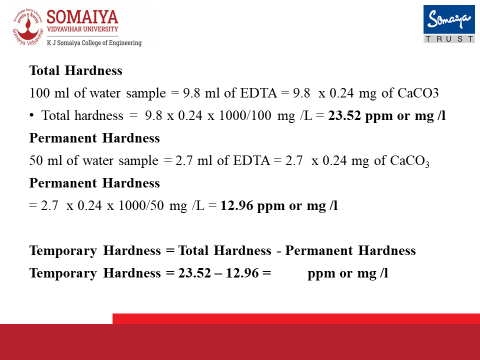 SOMAIYA
VIDYAVIHAR UNIVERSITY
K J Somaiya College of Engineering
Somaiya
TRUST
Total Hardness
100 ml of water sample = 9.8 ml of EDTA = 9.8 x 0.24 mg of CaCO3
• Total hardness = 9.8 x 0.24 x 1000/100 mg /L = 23.52 ppm or mg /l
Permanent Hardness
50 ml of water sample = 2.7 ml of EDTA = 2.7 x 0.24 mg of CaCO₃
Permanent Hardness
= 2.7 x 0.24 x 1000/50 mg /L = 12.96 ppm or mg /l
Temporary Hardness = Total Hardness - Permanent Hardness
Temporary Hardness = 23.52 – 12.96 = ppm or mg /l